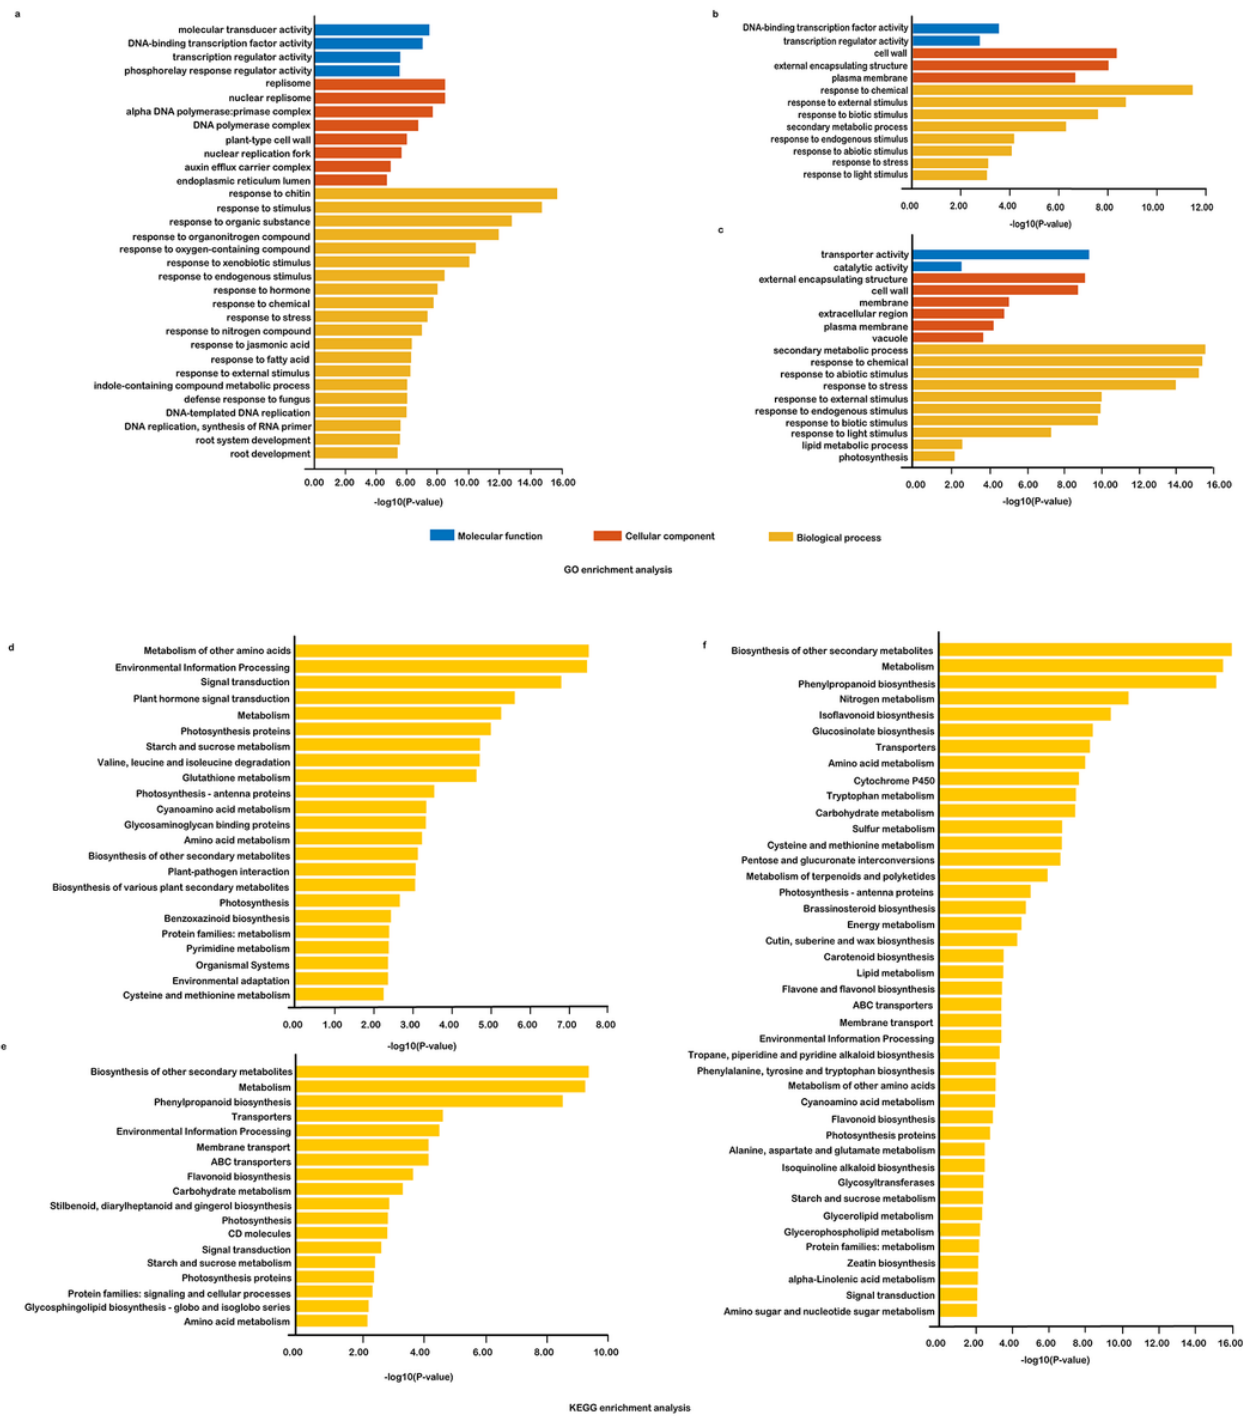 a
molecular transducer activity
DNA-binding transcription factor activity
transcription regulator activity
phosphorelay response regulator activity
replisome
nuclear replisome
alpha DNA polymerase:primase complex
DNA polymerase complex
plant-type cell wall
nuclear replication fork
auxin efflux carrier complex
endoplasmic reticulum lumen
response to chitin
response to stimulus
response to organic substance
response to organonitrogen compound
response to oxygen-containing compound
response to xenobiotic stimulus
response to endogenous stimulus
response to hormone
response to chemical
response to stress
response to nitrogen compound
response to jasmonic acid
response to fatty acid
response to external stimulus
indole-containing compound metabolic process
defense response to fungus
DNA-templated DNA replication
DNA replication, synthesis of RNA primer
root system development
root development
0.00 2.00 4.00 6.00 8.00 10.00 12.00 14.00 16.00
-log10(P-value)
b
DNA-binding transcription factor activity
transcription regulator activity
cell wall
external encapsulating structure
plasma membrane
response to chemical
response to external stimulus
response to biotic stimulus
secondary metabolic process
response to endogenous stimulus
response to abiotic stimulus
response to stress
response to light stimulus
0.00 2.00 4.00 6.00 8.00 10.00 12.00
-log10(P-value)
c
transporter activity
catalytic activity
external encapsulating structure
cell wall
membrane
extracellular region
plasma membrane
vacuole
secondary metabolic process
response to chemical
response to abiotic stimulus
response to stress
response to external stimulus
response to endogenous stimulus
response to biotic stimulus
response to light stimulus
lipid metabolic process
photosynthesis
0.00 2.00 4.00 6.00 8.00 10.00 12.00 14.00 16.00
-log10(P-value)
Molecular function Cellular component Biological process
GO enrichment analysis
d
Metabolism of other amino acids
Environmental Information Processing
Signal transduction
Plant hormone signal transduction
Metabolism
Photosynthesis proteins
Starch and sucrose metabolism
Valine, leucine and isoleucine degradation
Glutathione metabolism
Photosynthesis - antenna proteins
Cyanoamino acid metabolism
Glycosaminoglycan binding proteins
Amino acid metabolism
Biosynthesis of other secondary metabolites
Plant-pathogen interaction
Biosynthesis of various plant secondary metabolites
Photosynthesis
Benzoxazinoid biosynthesis
Protein families: metabolism
Pyrimidine metabolism
Organismal Systems
Environmental adaptation
Cysteine and methionine metabolism
0.00 1.00 2.00 3.00 4.00 5.00 6.00 7.00 8.00
-log10(P-value)
e
Biosynthesis of other secondary metabolites
Metabolism
Phenylpropanoid biosynthesis
Transporters
Environmental Information Processing
Membrane transport
ABC transporters
Flavonoid biosynthesis
Carbohydrate metabolism
Stilbenoid, diarylheptanoid and gingerol biosynthesis
Photosynthesis
CD molecules
Signal transduction
Starch and sucrose metabolism
Photosynthesis proteins
Protein families: signaling and cellular processes
Glycosphingolipid biosynthesis - globo and isoglobo series
Amino acid metabolism
0.00 2.00 4.00 6.00 8.00 10.00
-log10(P-value)
f
Biosynthesis of other secondary metabolites
Metabolism
Phenylpropanoid biosynthesis
Nitrogen metabolism
Isoflavonoid biosynthesis
Glucosinolate biosynthesis
Transporters
Amino acid metabolism
Cytochrome P450
Tryptophan metabolism
Carbohydrate metabolism
Sulfur metabolism
Cysteine and methionine metabolism
Pentose and glucuronate interconversions
Metabolism of terpenoids and polyketides
Photosynthesis - antenna proteins
Brassinosteroid biosynthesis
Energy metabolism
Cutin, suberine and wax biosynthesis
Carotenoid biosynthesis
Lipid metabolism
Flavone and flavonol biosynthesis
ABC transporters
Membrane transport
Environmental Information Processing
Tropane, piperidine and pyridine alkaloid biosynthesis
Phenylalanine, tyrosine and tryptophan biosynthesis
Metabolism of other amino acids
Cyanoamino acid metabolism
Flavonoid biosynthesis
Photosynthesis proteins
Alanine, aspartate and glutamate metabolism
Isoquinoline alkaloid biosynthesis
Glycosyltransferases
Starch and sucrose metabolism
Glycerolipid metabolism
Glycerophospholipid metabolism
Protein families: metabolism
Zeatin biosynthesis
alpha-Linolenic acid metabolism
Signal transduction
Amino sugar and nucleotide sugar metabolism
0.00 2.00 4.00 6.00 8.00 10.00 12.00 14.00 16.00
-log10(P-value)
KEGG enrichment analysis